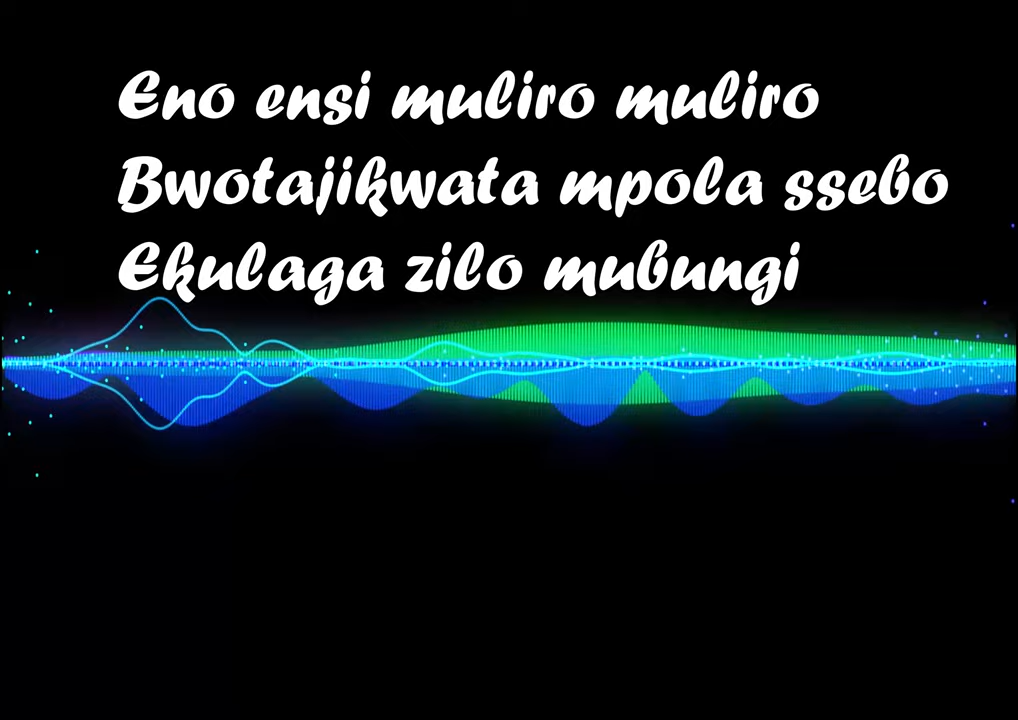 Eno ensi muliro muliro
Bwotajikwata mpola ssebo
Ekulaga zilo mubungi